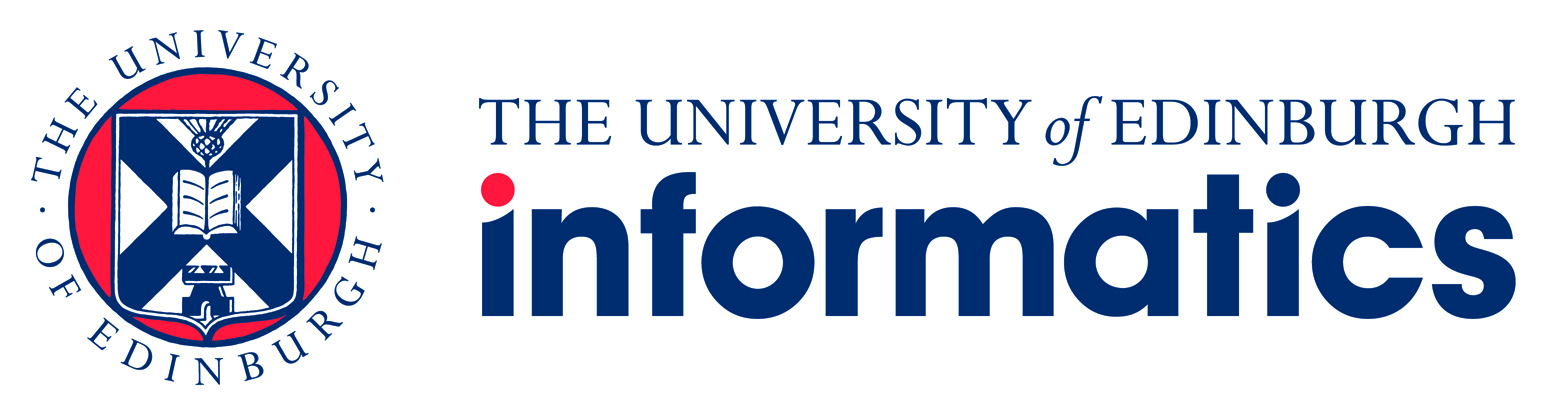 THE UNIVERSITY
· OF EDINBURGH ·
THE UNIVERSITY of EDINBURGH
informatics